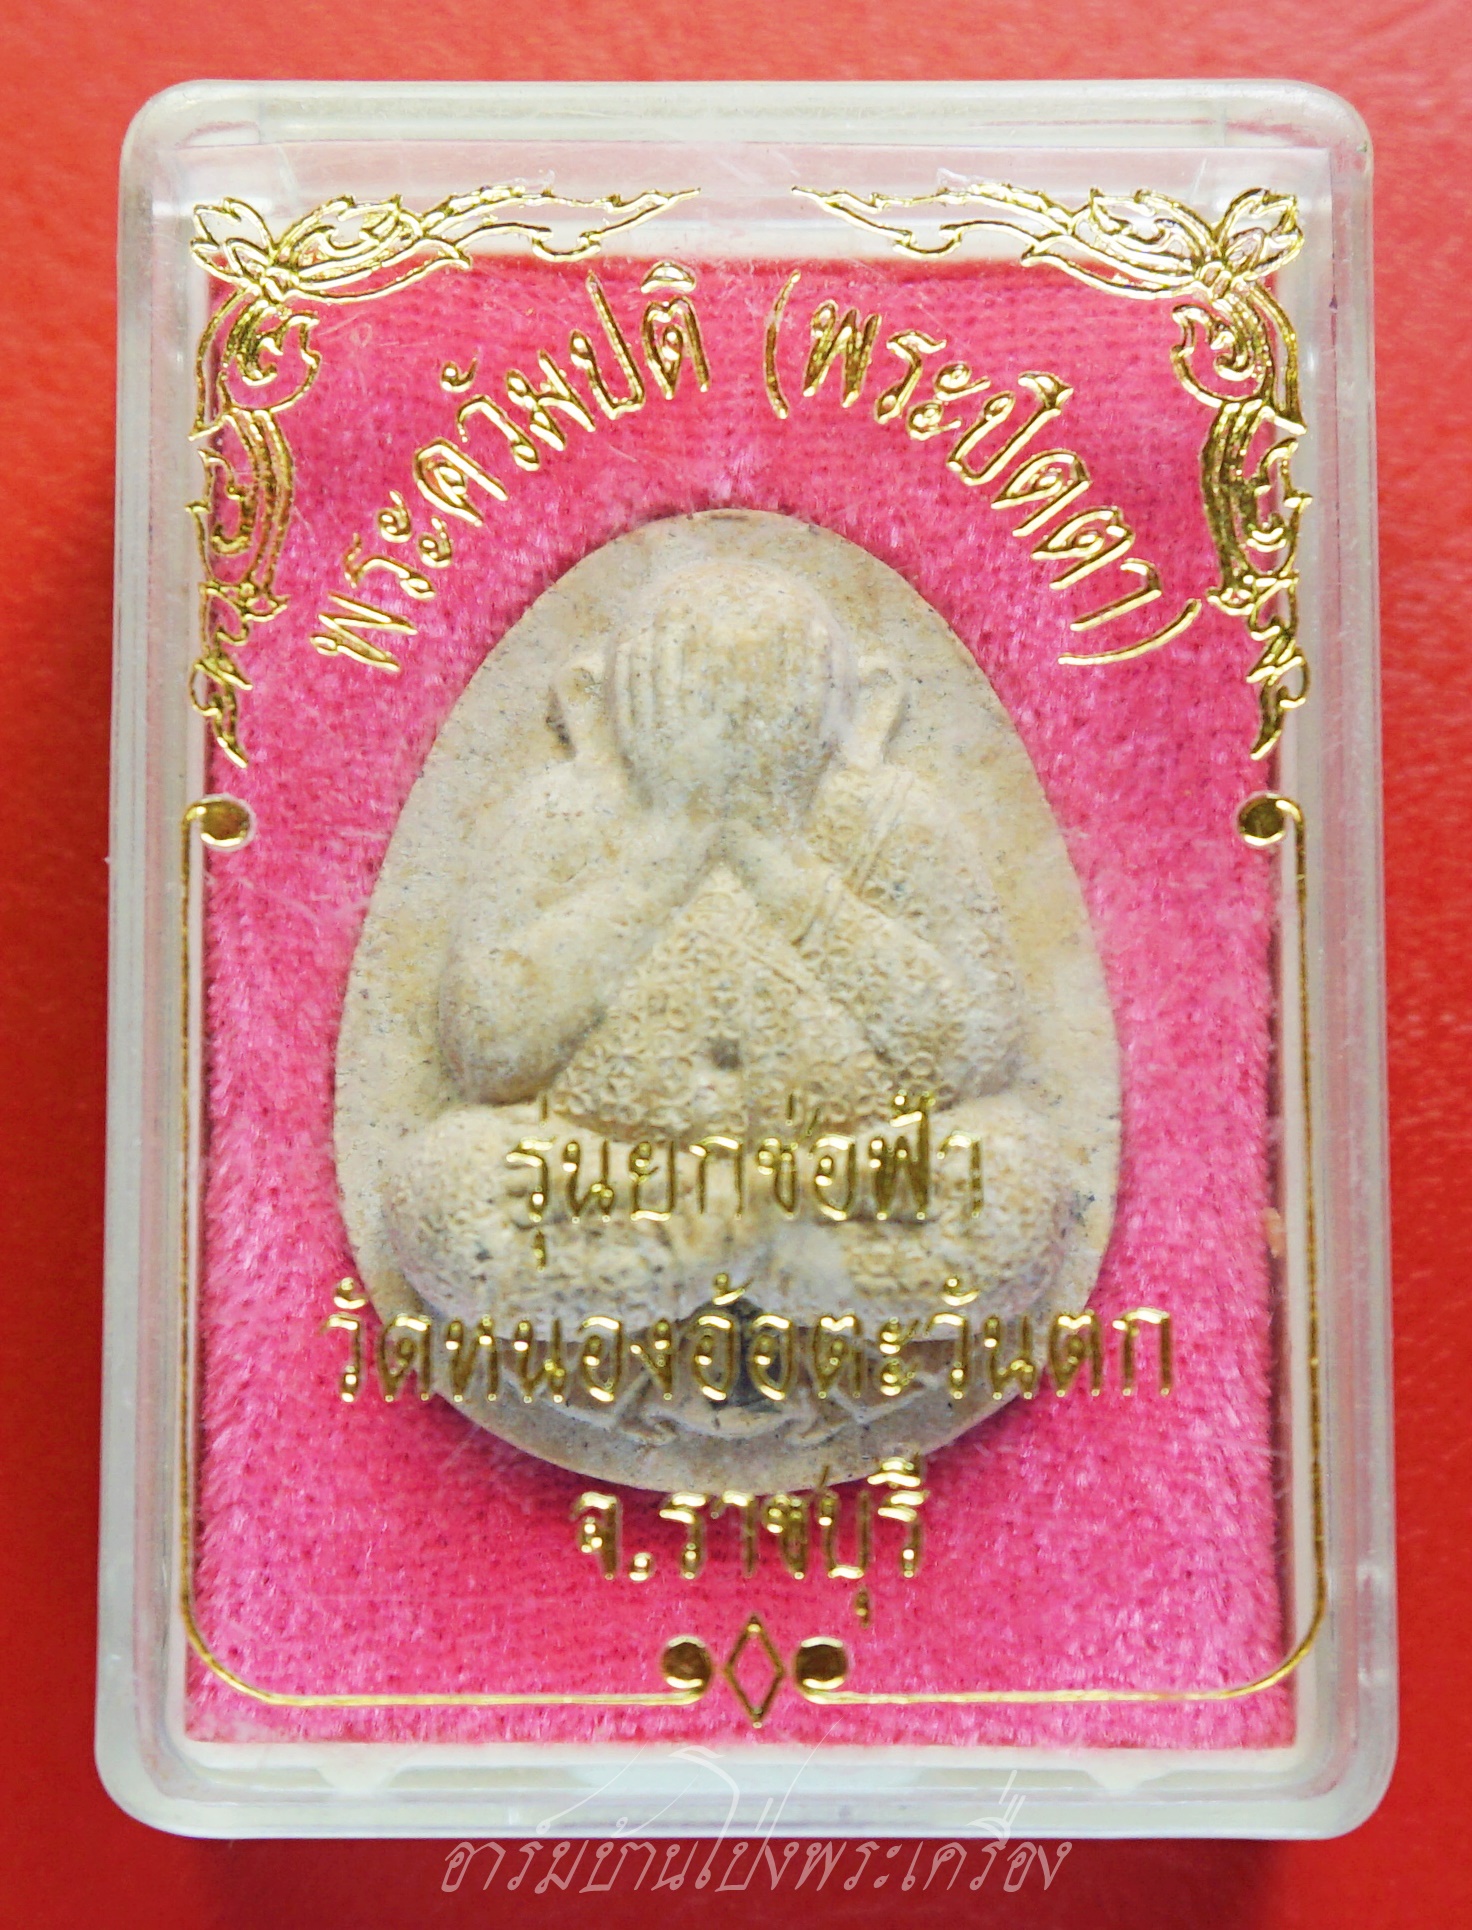 พระควัมปติ (พระปิดตา)
รุ่นยกช่อฟ้า
วัดหนองอ้อตะวันตก
จ.ราชบุรี
อาร์มบ้านโป่งพระเครื่อง